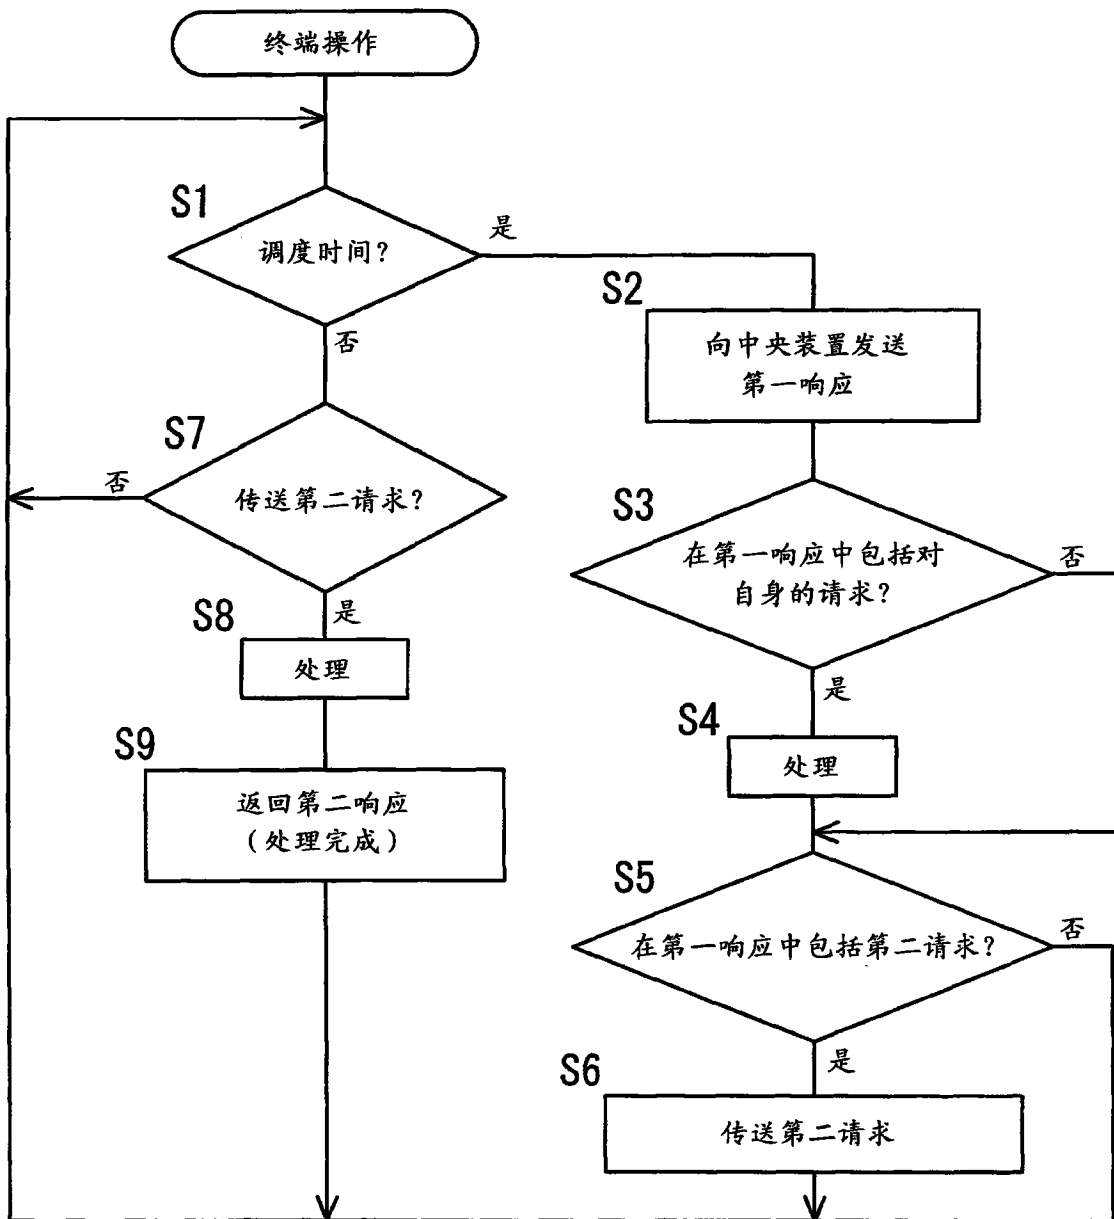 终端操作
S1
调度时间?
是
否
S2
向中央装置发送
第一响应
S7
传送第二请求?
否
是
S3
在第一响应中包括对
自身的请求?
否
是
S8
处理
S4
处理
S9
返回第二响应
(处理完成)
S5
在第一响应中包括第二请求?
否
是
S6
传送第二请求